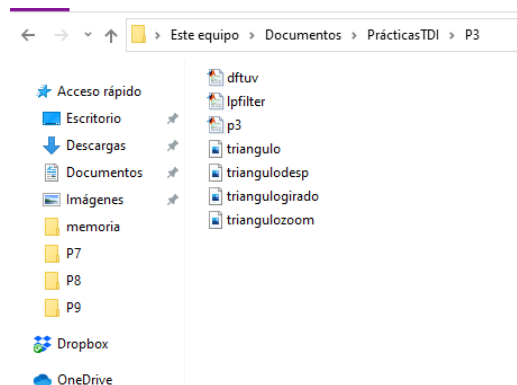 Este equipo > Documentos > PrácticasTDI > P3
Acceso rápido
Escritorio
Descargas
Documentos
Imágenes
memoria
P7
P8
P9
Dropbox
OneDrive
dftuv
lpfilter
p3
triangulo
triangulodesp
triangulogirado
triangulozoom